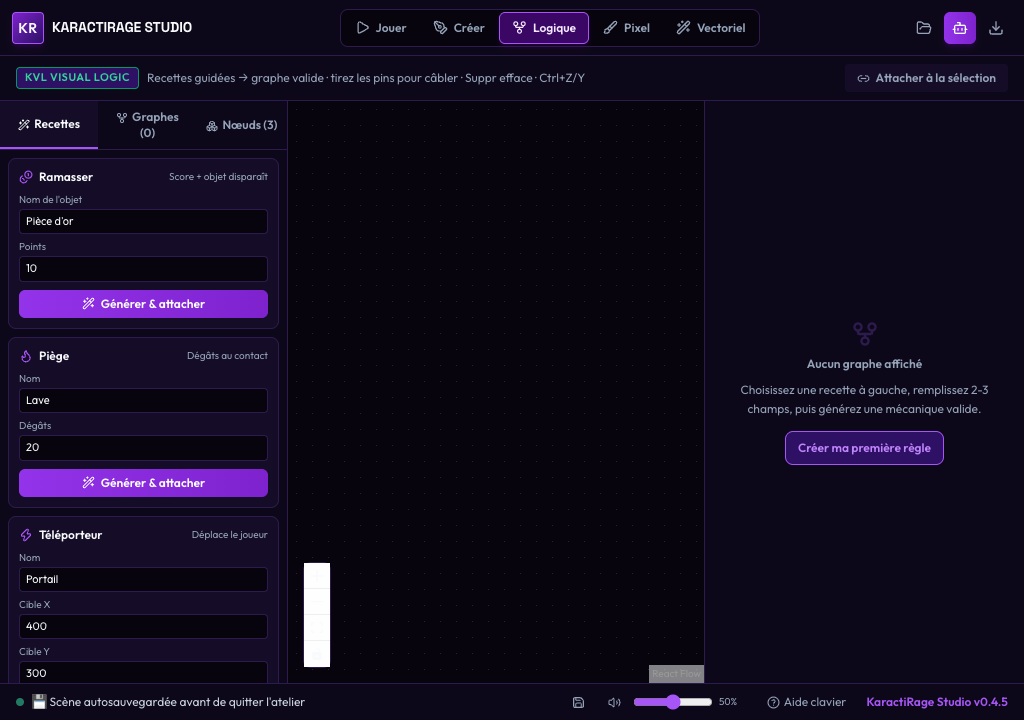 KR KARACTIRAGE STUDIO
Jouer
Créer
Logique
Pixel
Vectoriel
KVL VISUAL LOGIC
Recettes guidées → graphe valide · tirez les pins pour câbler · Suppr efface · Ctrl+Z/Y
Attacher à la sélection
Recettes
Graphes
(0)
Nœuds (3)
Ramasser
Score + objet disparaît
Nom de l'objet
Pièce d'or
Points
10
Générer & attacher
Piège
Dégâts au contact
Nom
Lave
Dégâts
20
Générer & attacher
Téléporteur
Déplace le joueur
Nom
Portail
Cible X
400
Cible Y
300
React Flow
Aucun graphe affiché
Choisissez une recette à gauche, remplissez 2-3
champs, puis générez une mécanique valide.
Créer ma première règle
💾 Scène autosauvegardée avant de quitter l'atelier
50%
Aide clavier
KaractiRage Studio v0.4.5